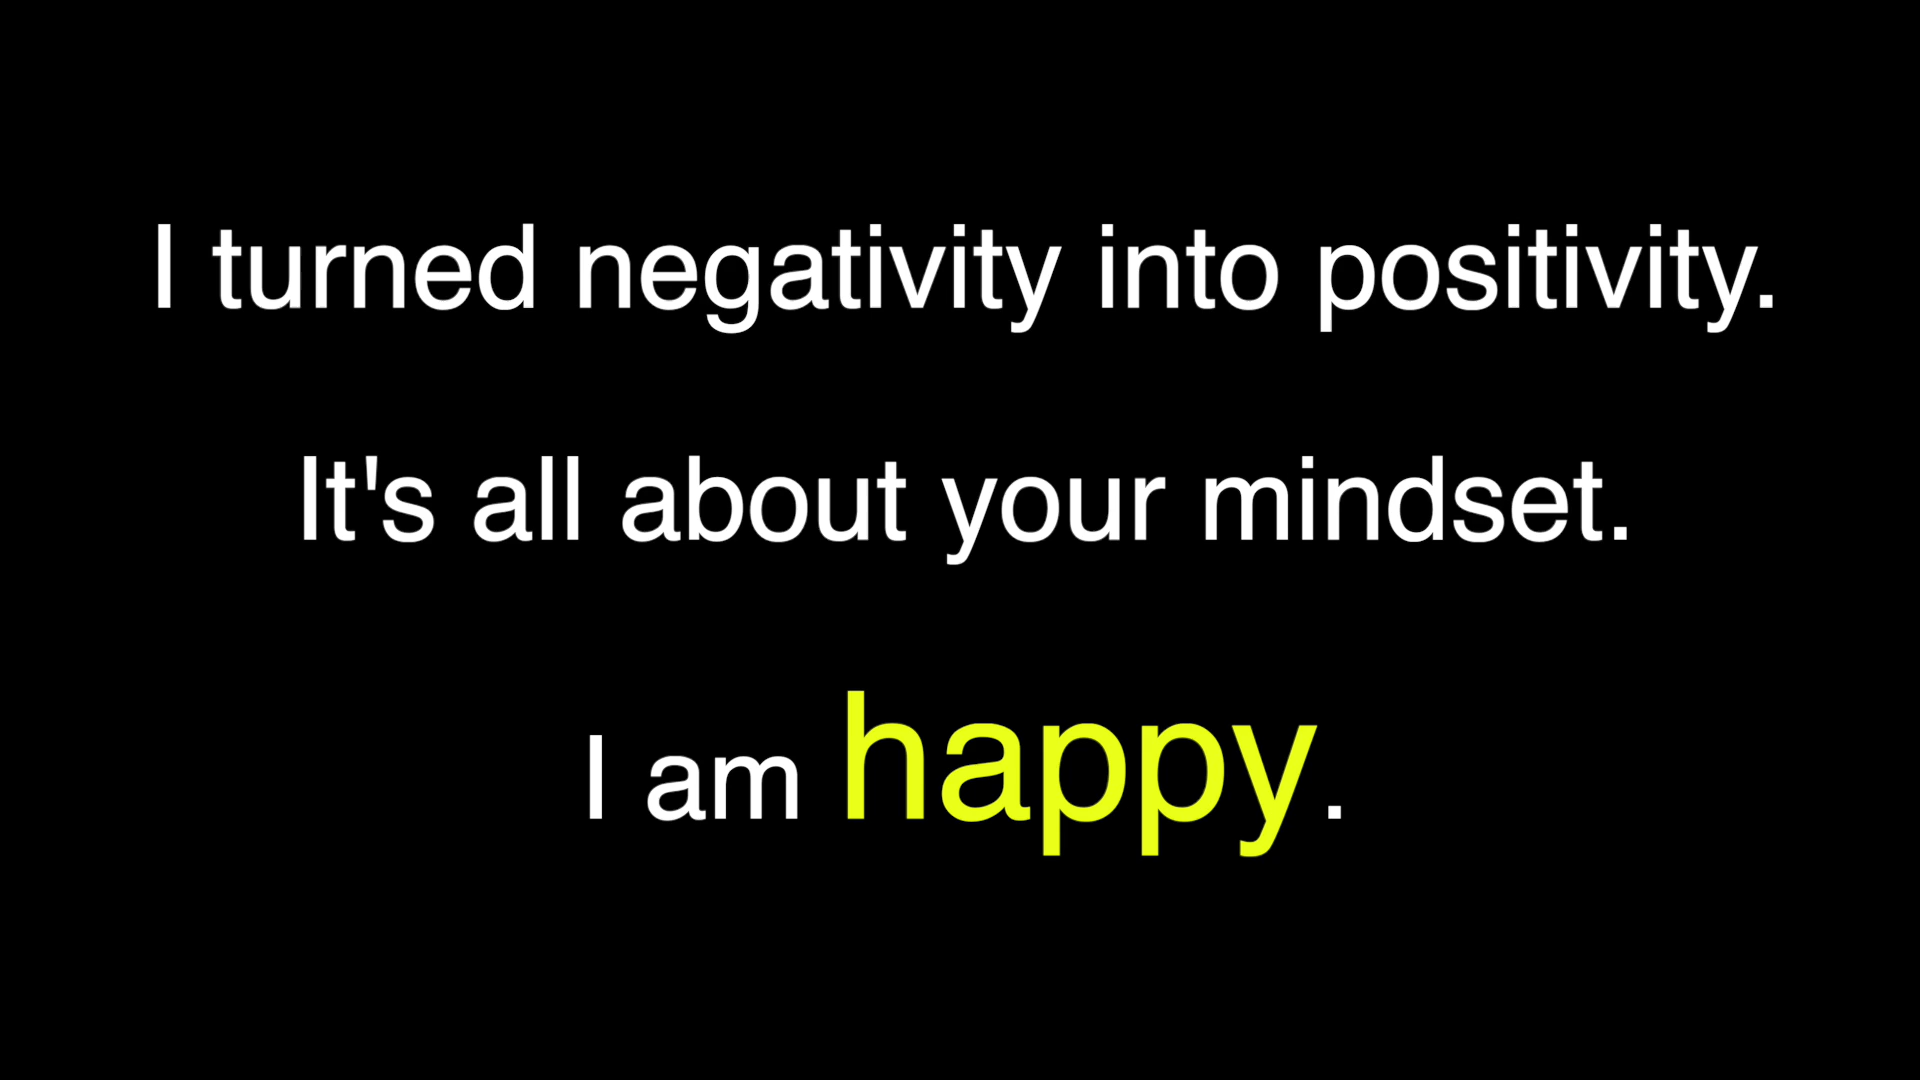 I turned negativity into positivity.
It's all about your mindset.
I am happy.